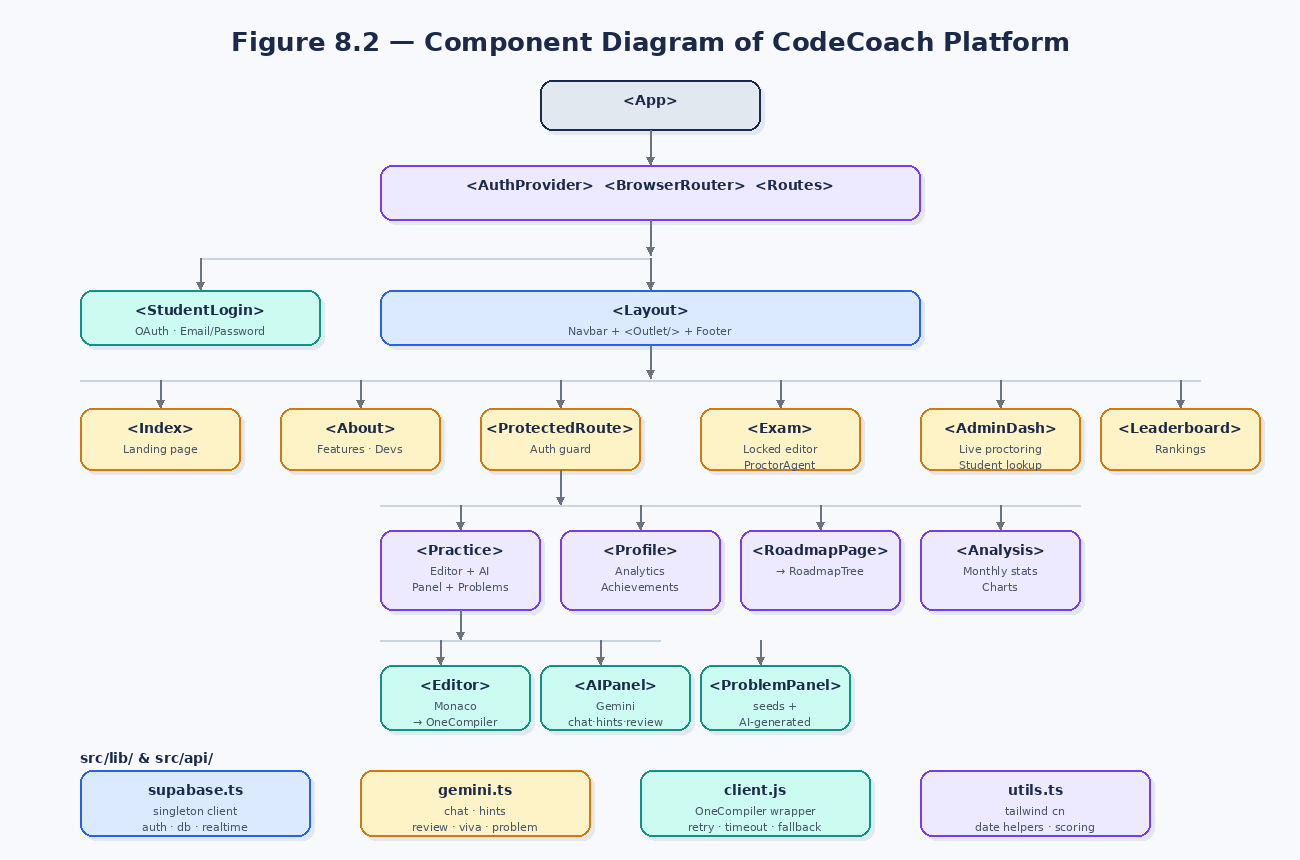 Figure 8.2 — Component Diagram of CodeCoach Platform
<App>
<AuthProvider> <BrowserRouter> <Routes>
<StudentLogin>
OAuth · Email/Password
<Layout>
Navbar + <Outlet/> + Footer
<Index>
Landing page
<About>
Features · Devs
<ProtectedRoute>
Auth guard
<Exam>
Locked editor
ProctorAgent
<AdminDash>
Live proctoring
Student lookup
<Leaderboard>
Rankings
<Practice>
Editor + AI
Panel + Problems
<Profile>
Analytics
Achievements
<RoadmapPage>
→ RoadmapTree
<Analysis>
Monthly stats
Charts
<Editor>
Monaco
→ OneCompiler
<AIPanel>
Gemini
chat·hints·review
<ProblemPanel>
seeds +
AI-generated
src/lib/ & src/api/
supabase.ts
singleton client
auth · db · realtime
gemini.ts
chat · hints
review · viva · problem
client.js
OneCompiler wrapper
retry · timeout · fallback
utils.ts
tailwind cn
date helpers · scoring